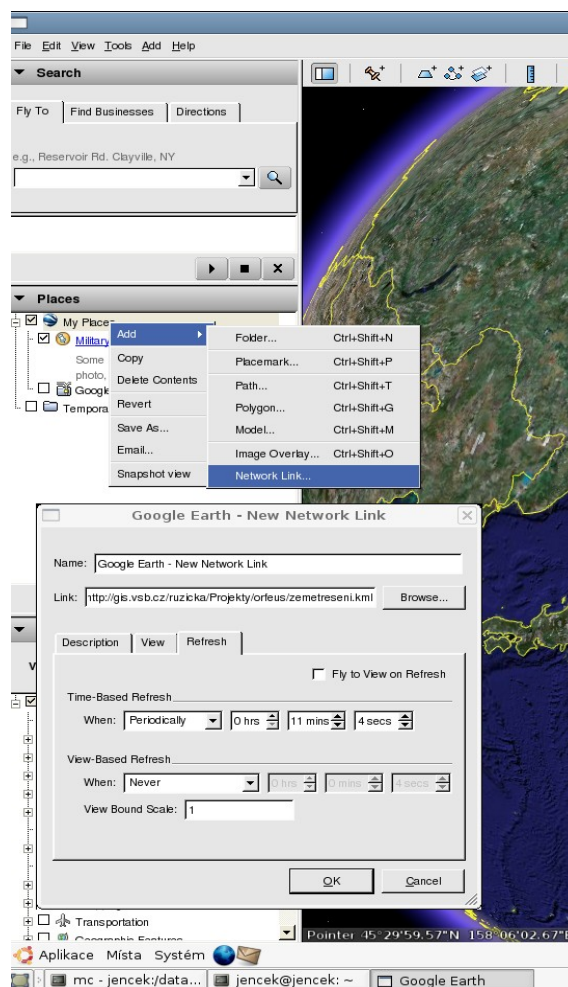 File Edit View Tools Add Help
Search
Fly To Find Businesses Directions
e.g., Reservoir Rd. Clayville, NY
Places
My Places
Military
Some
photo,
Google
Tempora
Add
Copy
Delete Contents
Revert
Save As...
Email...
Snapshot view
Folder... Ctrl+Shift+N
Placemark... Ctrl+Shift+P
Path... Ctrl+Shift+T
Polygon... Ctrl+Shift+G
Model... Ctrl+Shift+M
Image Overlay... Ctrl+Shift+O
Network Link...
Google Earth - New Network Link
Name: Google Earth - New Network Link
Link: http://gis.vsb.cz/ruzicka/Projekty/orfeus/zemetreseni.kml Browse...
Description View Refresh
Fly to View on Refresh
Time-Based Refresh
When: Periodically 0 hrs 11 mins 4 secs
View-Based Refresh
When: Never 0 hrs 0 mins 4 secs
View Bound Scale: 1
OK Cancel
V
Transportation
Geographic Features
Pointer 45°29'59.57"N 158°06'02.67"E
Aplikace Místa Systém
mc - jencek:/data... jencek@jencek: ~ Google Earth